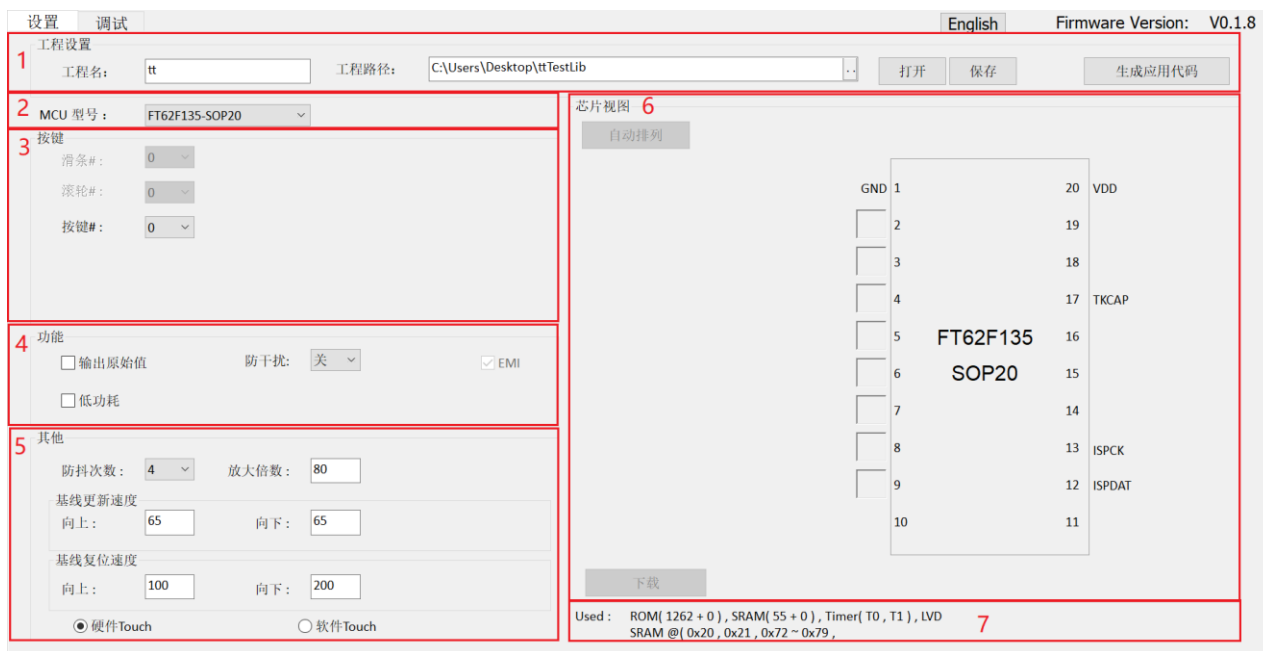 设置 调试 English Firmware Version: V0.1.8
1 工程设置
工程名: tt 工程路径: C:\Users\Desktop\ttTestLib .. 打开 保存 生成应用代码
2 MCU 型号: FT62F135-SOP20
3 按键
滑条#: 0
滚轮#: 0
按键#: 0
4 功能
输出原始值 防干扰: 关 EMI
低功耗
5 其他
防抖次数: 4 放大倍数: 80
基线更新速度
向上: 65 向下: 65
基线复位速度
向上: 100 向下: 200
硬件Touch 软件Touch
芯片视图 6
自动排列
GND 1 20 VDD
2 19
3 18
4 17 TKCAP
5 FT62F135 16
6 SOP20 15
7 14
8 13 ISPCK
9 12 ISPDAT
10 11
下载
Used : ROM( 1262 + 0 ) , SRAM( 55 + 0 ) , Timer( T0 , T1 ) , LVD 7
SRAM @( 0x20 , 0x21 , 0x72 ~ 0x79 ,